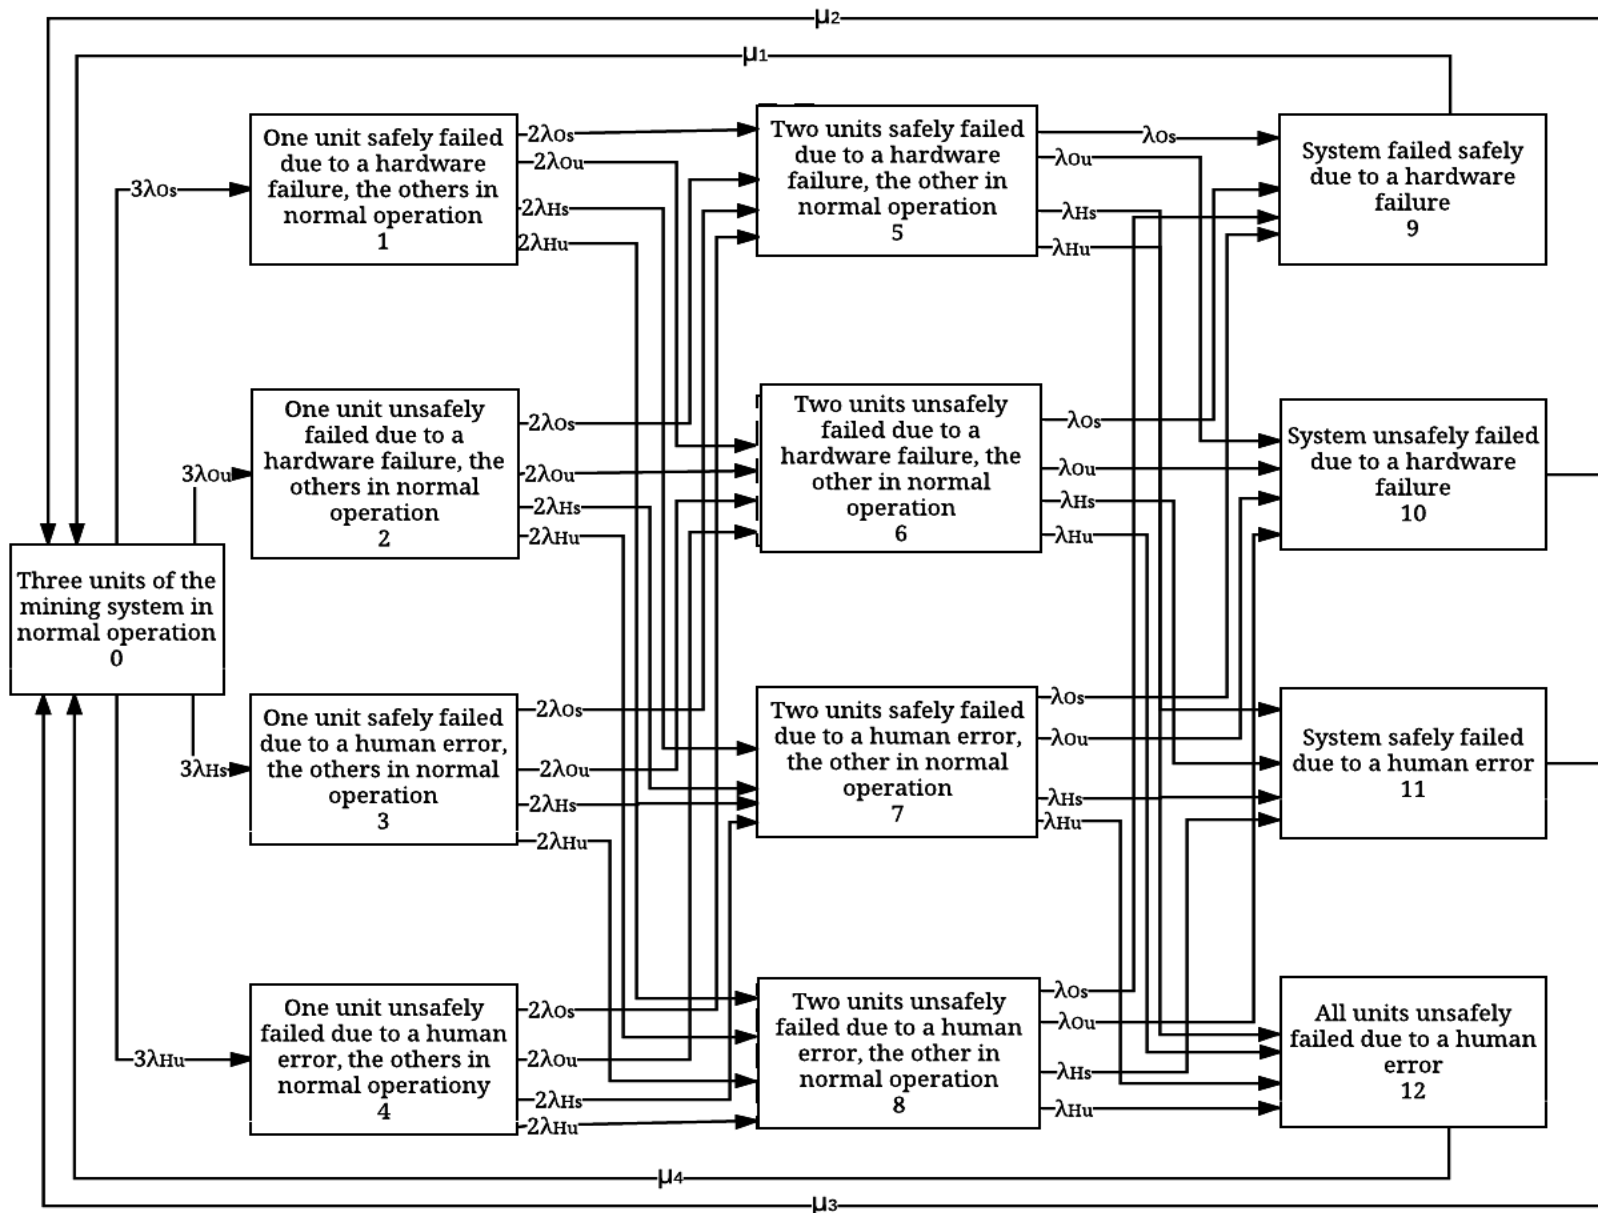 μ2
μ1
One unit safely failed
due to a hardware
failure, the others in
normal operation
1
3λOs
2λOs
2λOu
2λHs
2λHu
Two units safely failed
due to a hardware
failure, the other in
normal operation
5
λOs
λOu
λHs
λHu
System failed safely
due to a hardware
failure
9
One unit unsafely
failed due to a
hardware failure, the
others in normal
operation
2
3λOu
2λOs
2λOu
2λHs
2λHu
Two units unsafely
failed due to a
hardware failure, the
other in normal
operation
6
λOs
λOu
λHs
λHu
System unsafely failed
due to a hardware
failure
10
Three units of the
mining system in
normal operation
0
One unit safely failed
due to a human error,
the others in normal
operation
3
3λHs
2λOs
2λOu
2λHs
2λHu
Two units safely failed
due to a human error,
the other in normal
operation
7
λOs
λOu
λHs
λHu
System safely failed
due to a human error
11
One unit unsafely
failed due to a human
error, the others in
normal operationy
4
3λHu
2λOs
2λOu
2λHs
2λHu
Two units unsafely
failed due to a human
error, the other in
normal operation
8
λOs
λOu
λHs
λHu
All units unsafely
failed due to a human
error
12
μ4
μ3